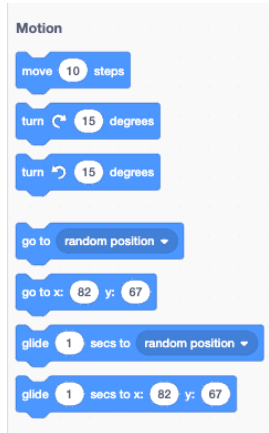 Motion
move 10 steps
turn 15 degrees
turn 15 degrees
go to random position
go to x: 82 y: 67
glide 1 secs to random position
glide 1 secs to x: 82 y: 67